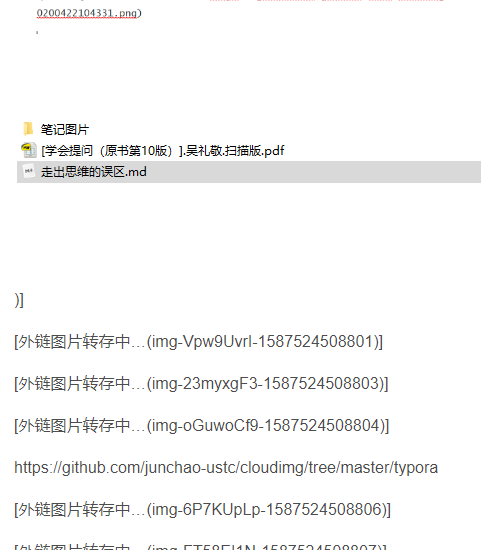 0200422104331.png)
笔记图片
[学会提问（原书第10版）].吴礼敬.扫描版.pdf
走出思维的误区.md
)]
[外链图片转存中…(img-Vpw9UvrI-1587524508801)]
[外链图片转存中…(img-23myxgF3-1587524508803)]
[外链图片转存中…(img-oGuwoCf9-1587524508804)]
https://github.com/junchao-ustc/cloudimg/tree/master/typora
[外链图片转存中…(img-6P7KUpLp-1587524508806)]